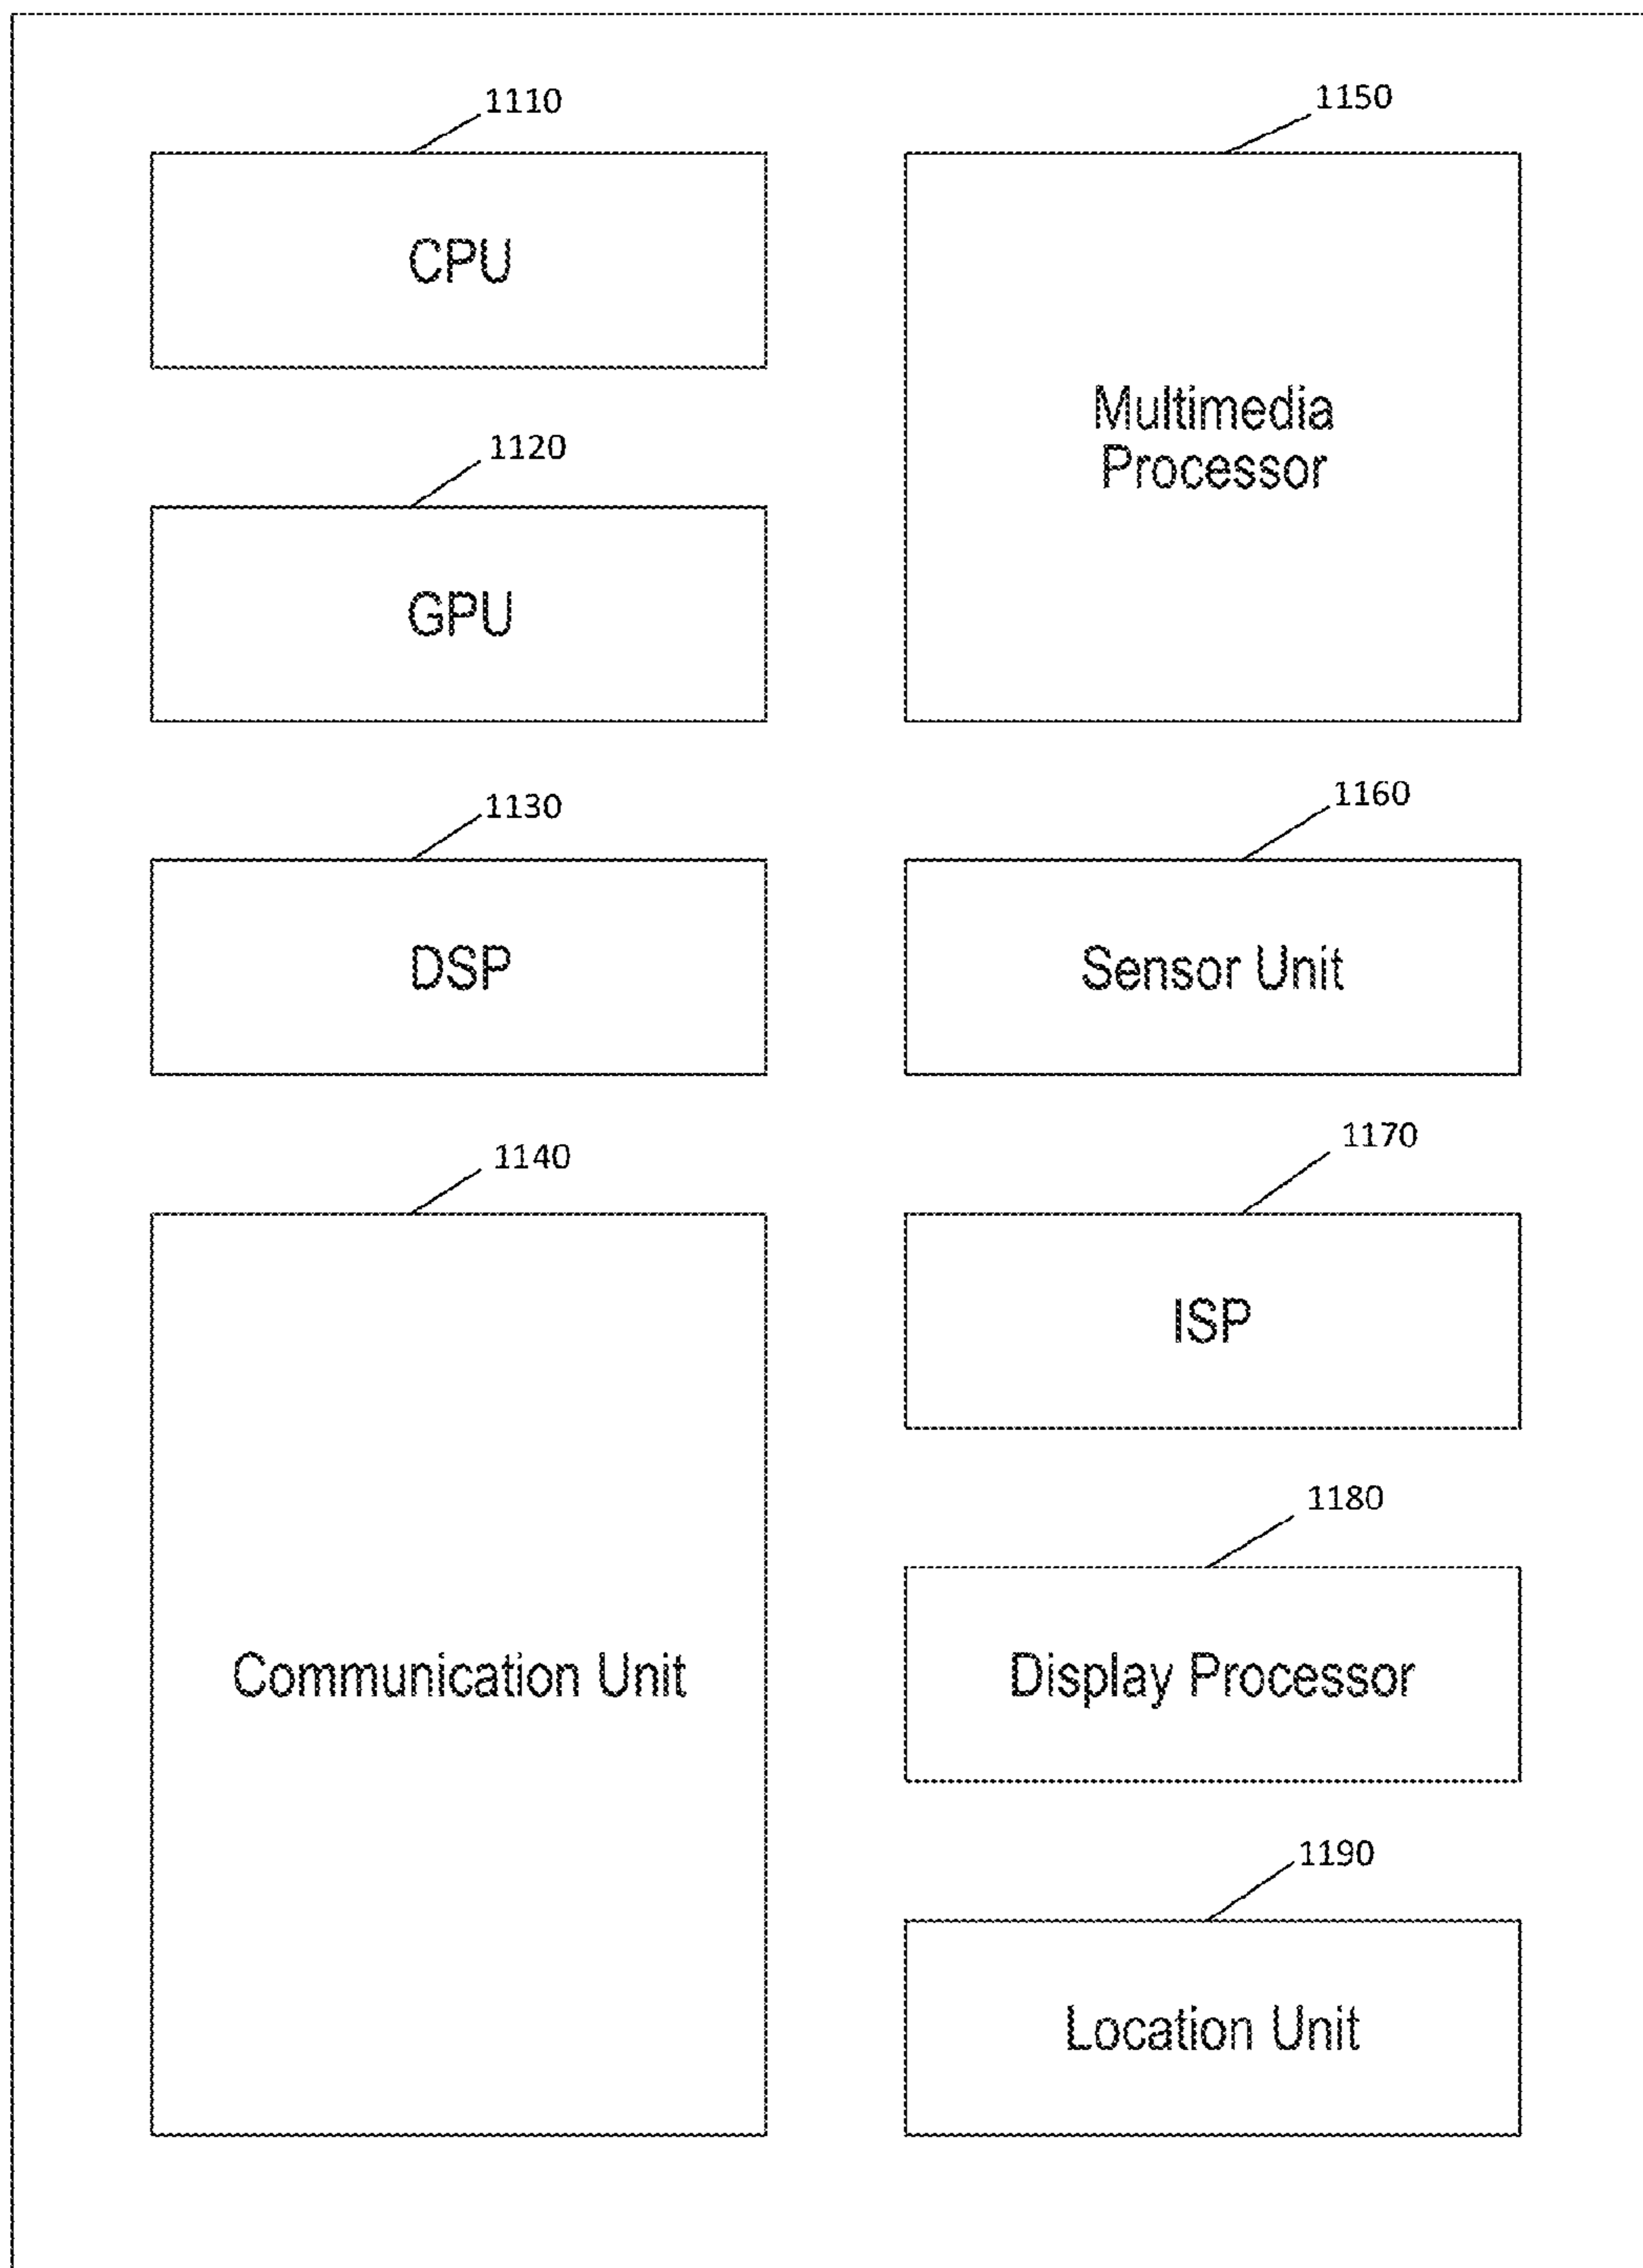 1110
CPU
1120
GPU
1130
DSP
1140
Communication Unit
1150
Multimedia
Processor
1160
Sensor Unit
1170
ISP
1180
Display Processor
1190
Location Unit